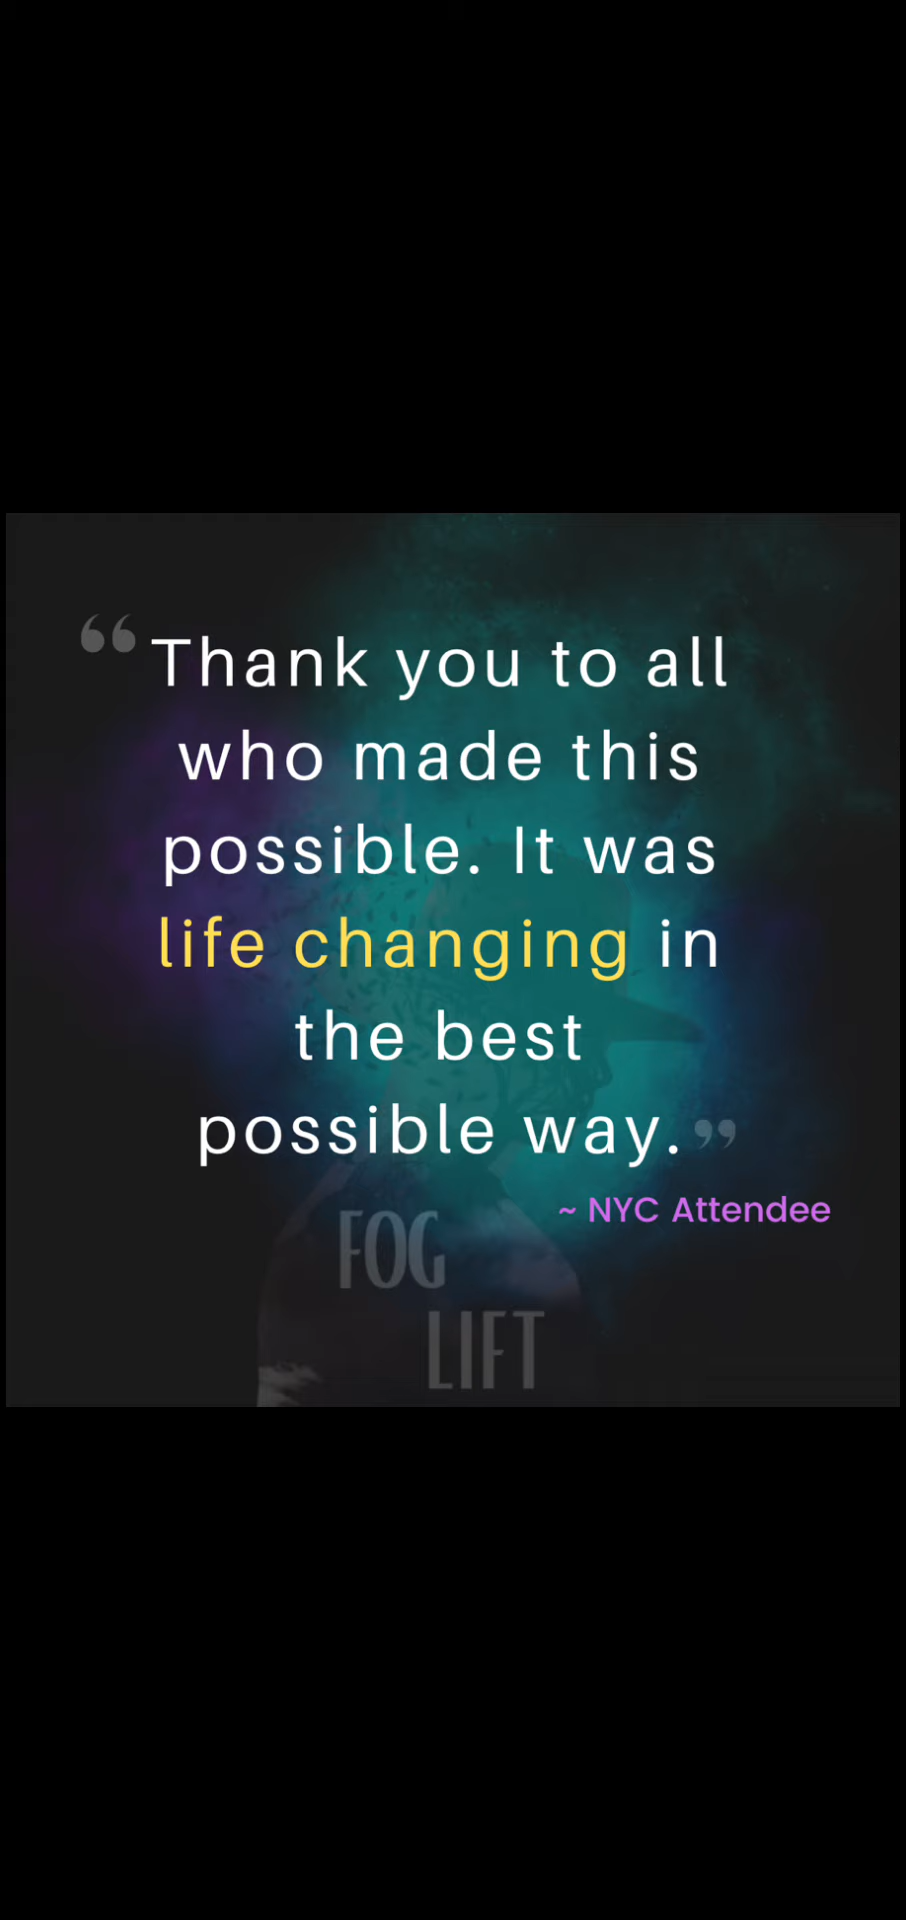 “Thank you to all
who made this
possible. It was
life changing in
the best
possible way.”
~ NYC Attendee
FOG
LIFT